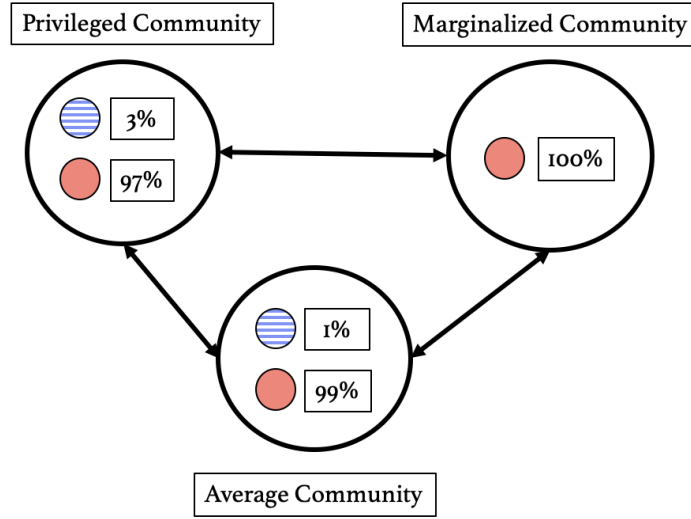 Privileged Community
Marginalized Community
3%
97%
100%
1%
99%
Average Community